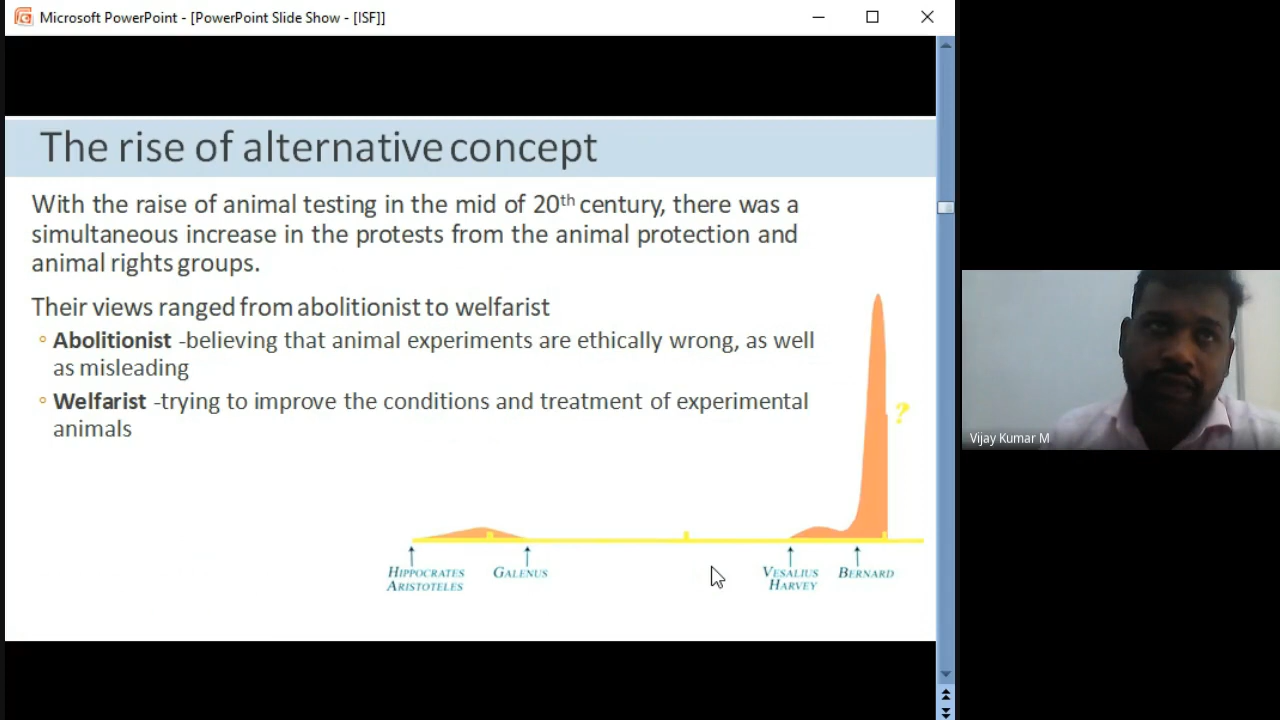 Microsoft PowerPoint - [PowerPoint Slide Show - [ISF]]
The rise of alternative concept
With the raise of animal testing in the mid of 20th century, there was a
simultaneous increase in the protests from the animal protection and
animal rights groups.
Their views ranged from abolitionist to welfarist
Abolitionist -believing that animal experiments are ethically wrong, as well
as misleading
Welfarist -trying to improve the conditions and treatment of experimental
animals
?
HIPPOCRATES
ARISTOTELES
GALENUS
VESALIUS
HARVEY
BERNARD
Vijay Kumar M